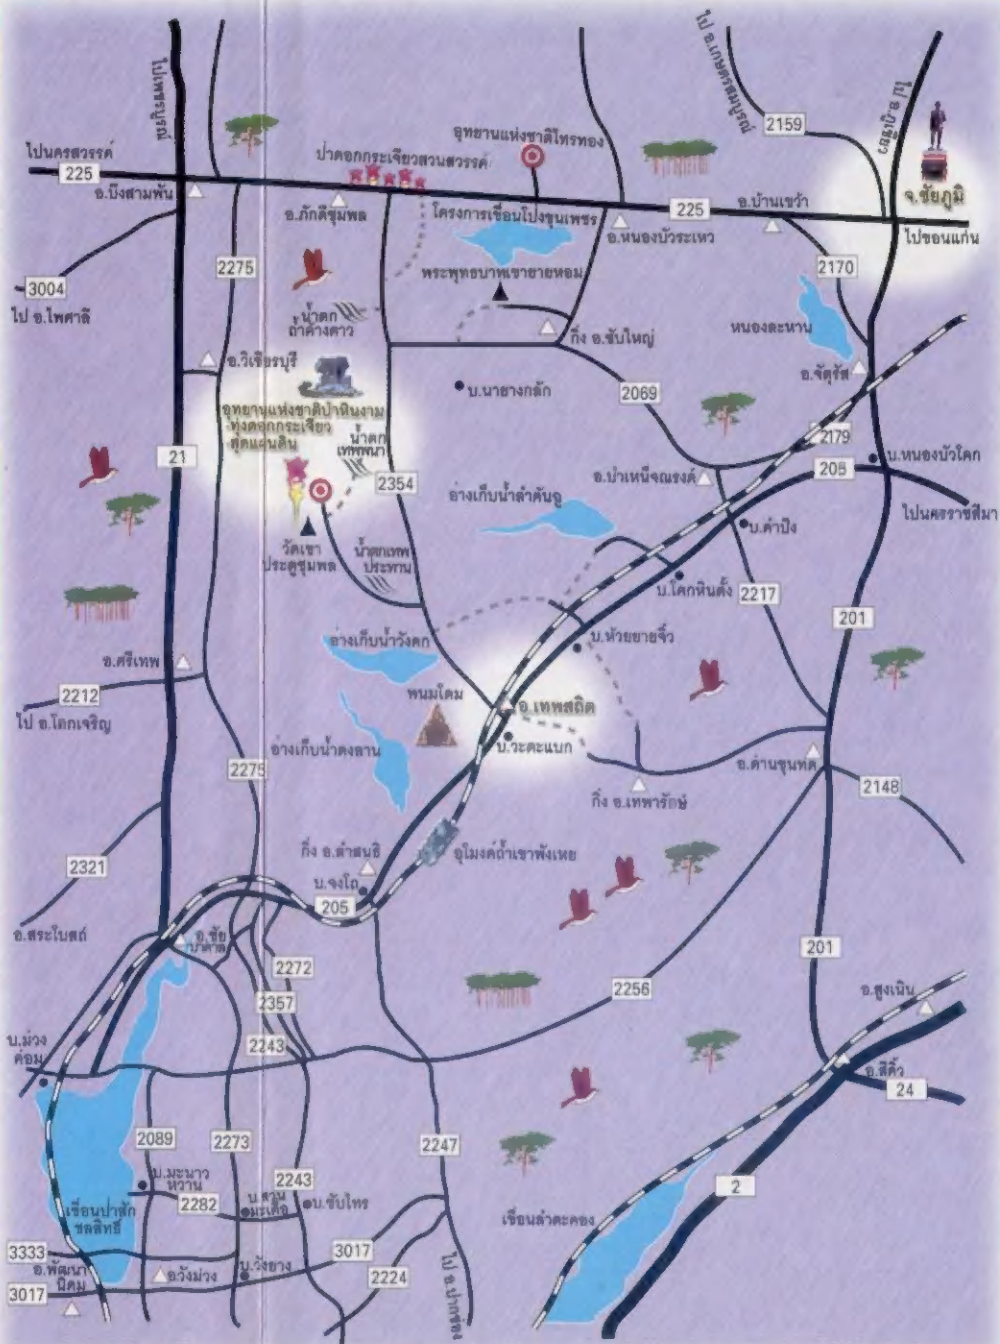 ไปเพชรบูรณ์
ไป อ.เกษตรสมบูรณ์
ไป อ.ภูเขียว
2159
ไปนครสวรรค์
225
ป่าดอกกระเจียวสวนสวรรค์
อุทยานแห่งชาติไทรทอง
จ.ชัยภูมิ
อ.บึงสามพัน
อ.ภักดีชุมพล
โครงการเขื่อนโปงขุนเพชร
225
อ.บ้านเขว้า
อ.หนองบัวระเหว
ไปขอนแก่น
2275
2170
3004
ไป อ.ไพศาลี
พระพุทธบาทเขายายหอม
น้ำตก
ถ้ำค้างคาว
หนองละหาน
กิ่ง อ.ซับใหญ่
อ.วิเชียรบุรี
อ.จัตุรัส
บ.นายางกลัก
2069
อุทยานแห่งชาติป่าหินงาม
-ทุ่งดอกกระเจียว
-สุดแผ่นดิน
น้ำตก
เทพพนา
2179
21
2354
205
บ.หนองบัวโคก
อ.บำเหน็จณรงค์
อ่างเก็บน้ำลำคันฉู
ไปนครราชสีมา
บ.คำปิง
วัดเขา
ประตูชุมพล
น้ำตกเทพ
ประทาน
บ.โคกหินตั้ง
2217
201
อ่างเก็บน้ำวังตก
บ.ห้วยยายจิ๋ว
อ.ศรีเทพ
2212
ไป อ.โคกเจริญ
พนมโดม
อ.เทพสถิต
อ่างเก็บน้ำดงลาน
บ.วะตะแบก
2275
อ.ด่านขุนทด
2148
กิ่ง อ.เทพารักษ์
กิ่ง อ.ลำสนธิ
อุโมงค์ถ้ำเขาพังเหย
2321
บ.จงโก
205
อ.สระโบสถ์
อ.ชัย
บาดาล
201
2272
2256
อ.สูงเนิน
2357
2243
บ.ม่วง
ค่อม
อ.สีคิ้ว
24
2089
2273
2247
2243
2
บ.มะนาว
หวาน
2282
บ.สวน
มะเดื่อ
บ.ซับไทร
เขื่อนป่าสัก
ชลสิทธิ์
เขื่อนลำตะคอง
3333
3017
อ.พัฒนา
นิคม
อ.วังม่วง
บ.วังยาง
2224
3017
ไป อ.ปากช่อง